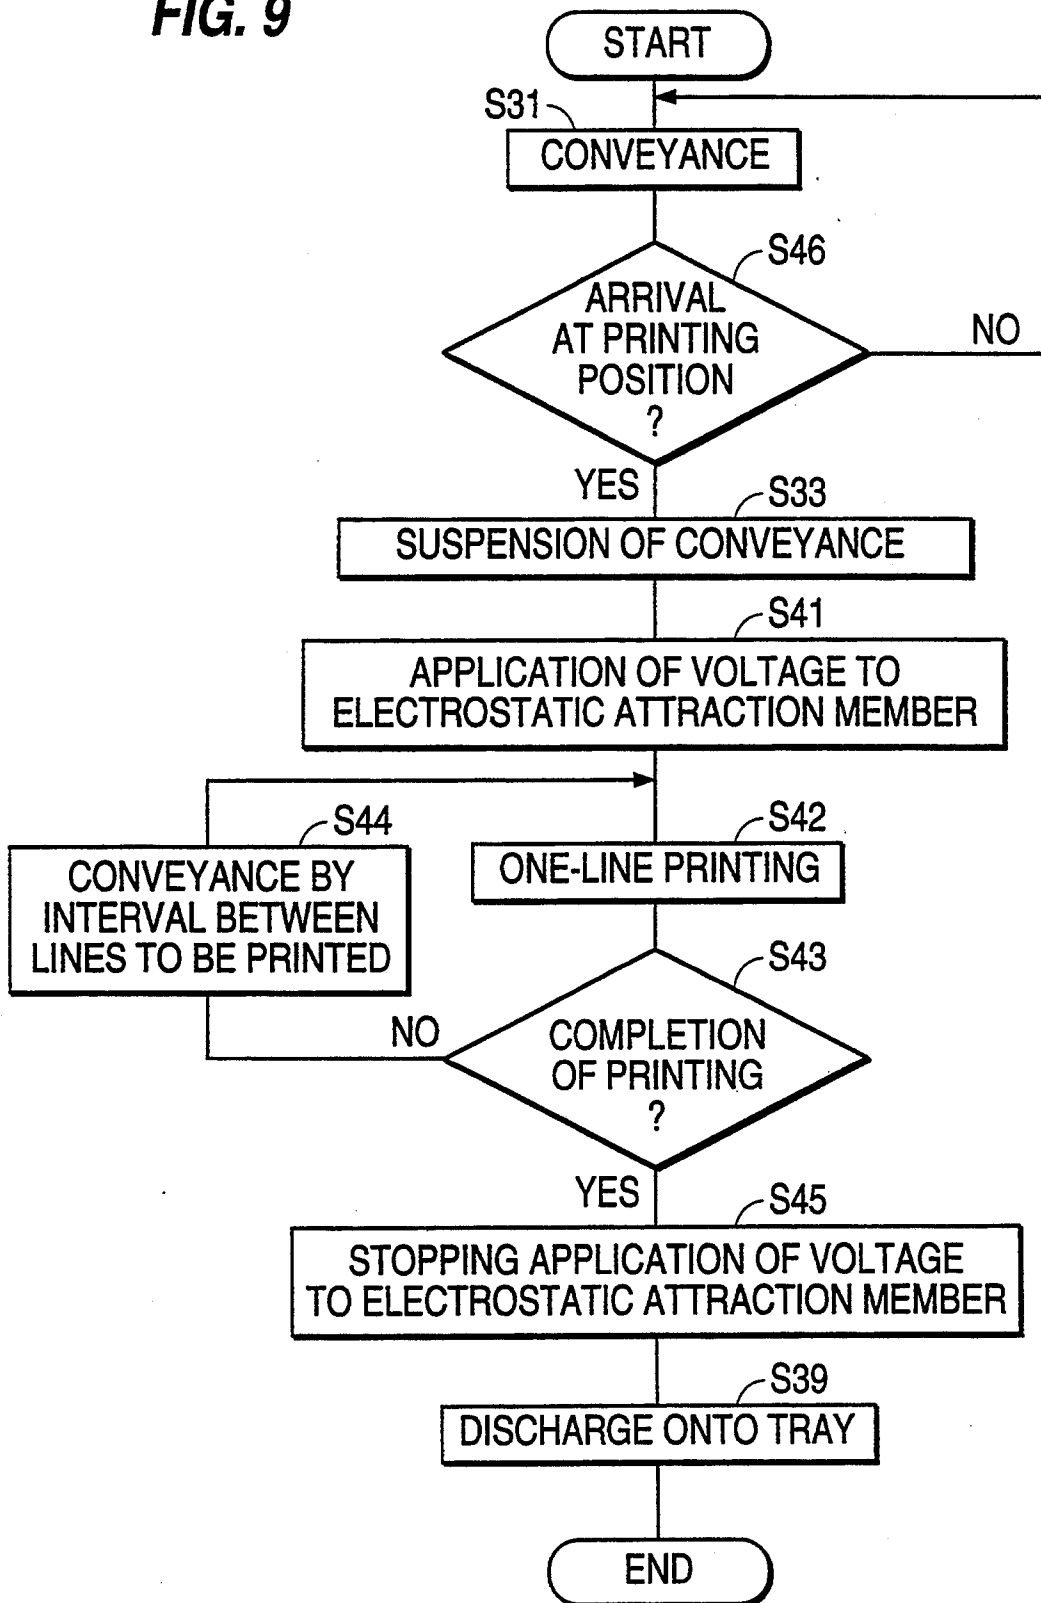 FIG. 9
START
S31
CONVEYANCE
S46
ARRIVAL
AT PRINTING
POSITION
?
NO
YES
S33
SUSPENSION OF CONVEYANCE
S41
APPLICATION OF VOLTAGE TO
ELECTROSTATIC ATTRACTION MEMBER
S44
CONVEYANCE BY
INTERVAL BETWEEN
LINES TO BE PRINTED
S42
ONE-LINE PRINTING
S43
NO
COMPLETION
OF PRINTING
?
YES
S45
STOPPING APPLICATION OF VOLTAGE
TO ELECTROSTATIC ATTRACTION MEMBER
S39
DISCHARGE ONTO TRAY
END